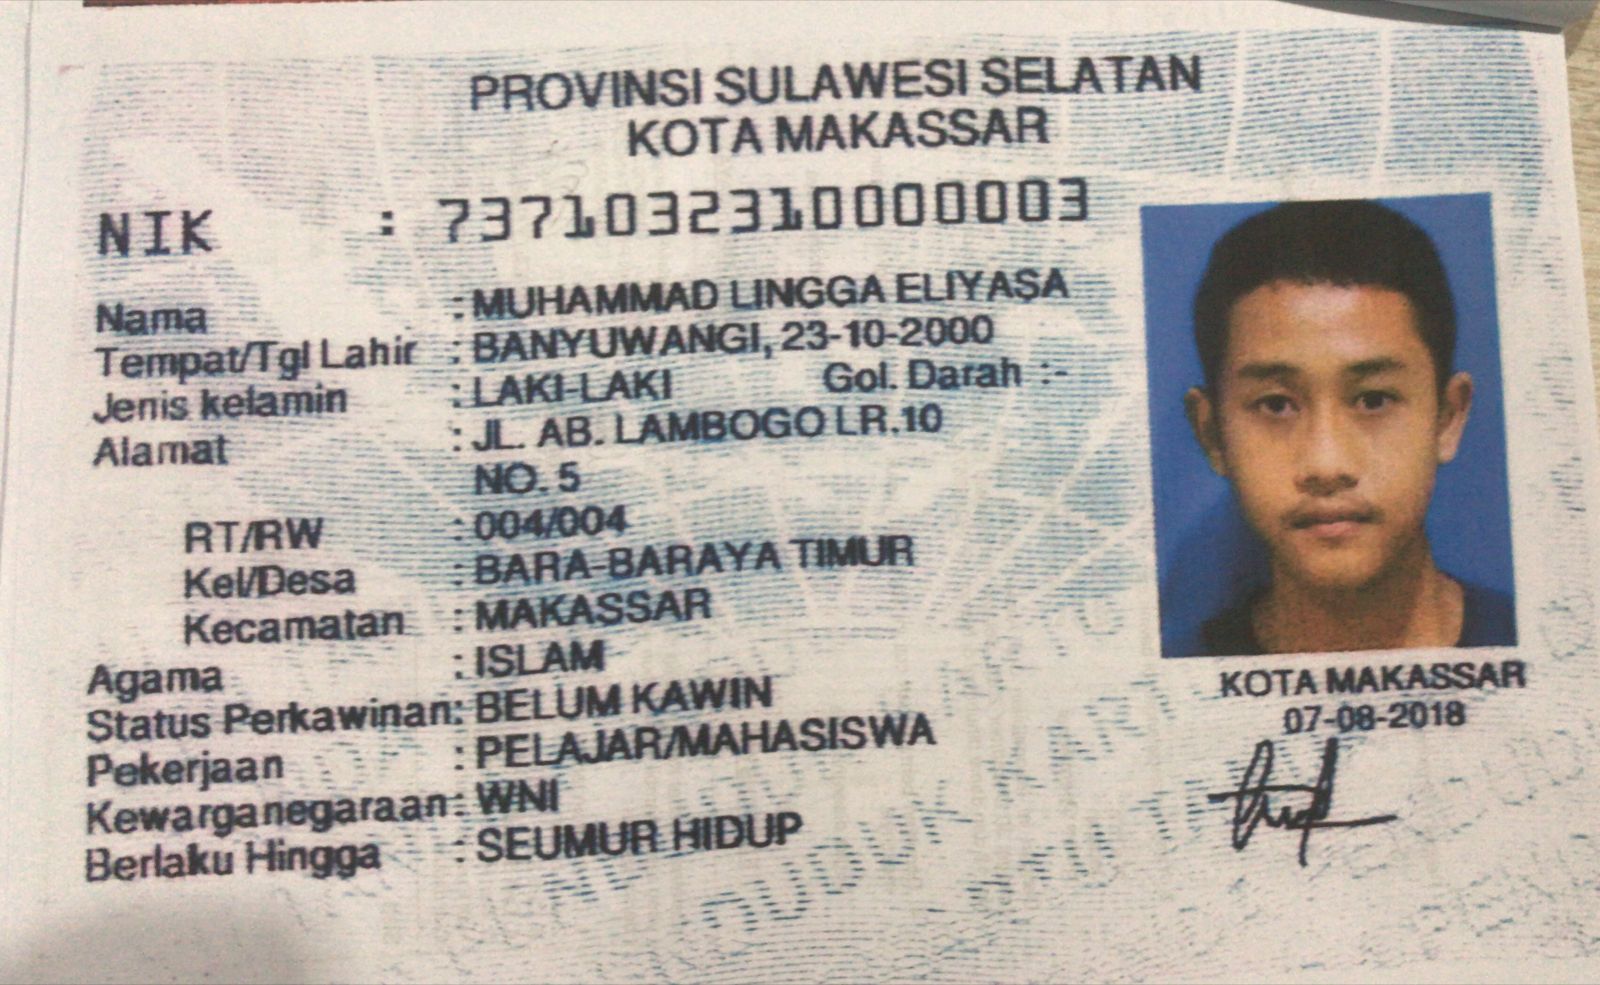 PROVINSI SULAWESI SELATAN
KOTA MAKASSAR
NIK : 7371032310000003
Nama : MUHAMMAD LINGGA ELIYASA
Tempat/Tgl Lahir : BANYUWANGI, 23-10-2000
Jenis kelamin : LAKI-LAKI Gol. Darah :-
Alamat : JL. AB. LAMBOGO LR.10
NO. 5
RT/RW : 004/004
Kel/Desa : BARA-BARAYA TIMUR
Kecamatan : MAKASSAR
Agama : ISLAM
Status Perkawinan: BELUM KAWIN
Pekerjaan : PELAJAR/MAHASISWA
Kewarganegaraan: WNI
Berlaku Hingga : SEUMUR HIDUP
KOTA MAKASSAR
07-08-2018